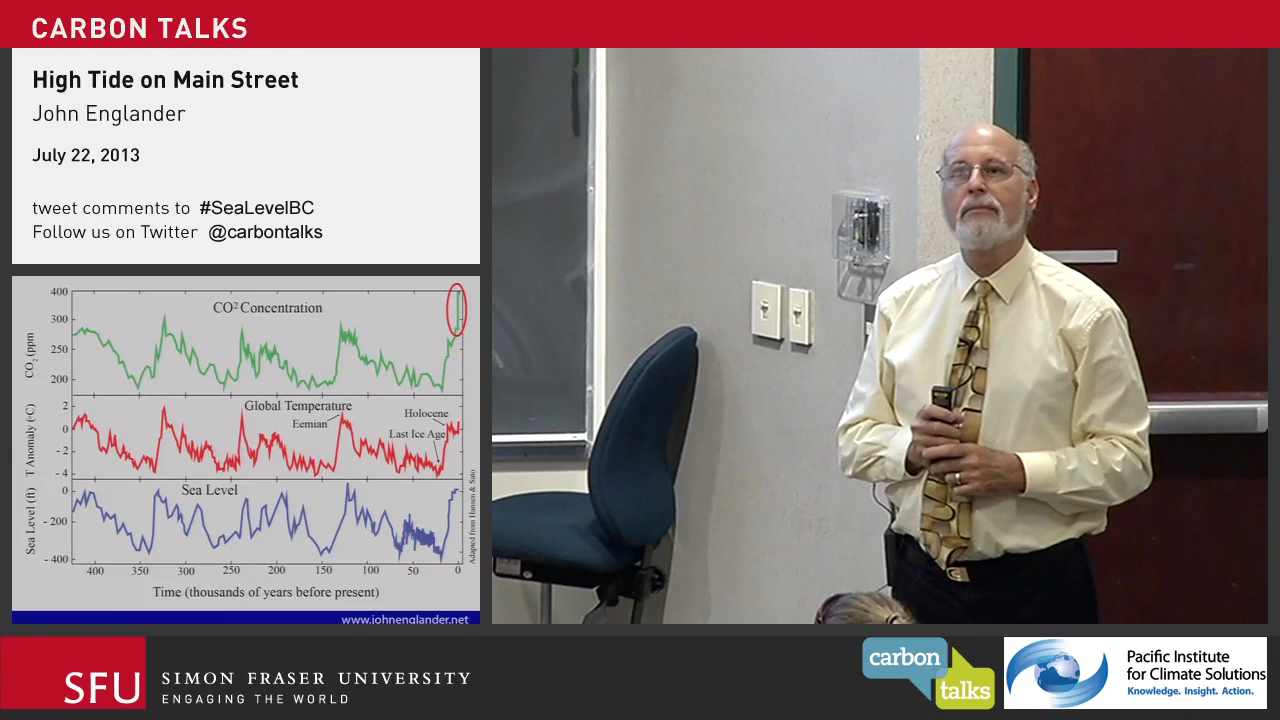 CARBON TALKS
High Tide on Main Street
John Englander
July 22, 2013
tweet comments to #SeaLevelBC
Follow us on Twitter @carbontalks
400
300
250
200
CO₂ (ppm
CO² Concentration
2
0
- 2
- 4
T Anomaly (°C)
Global Temperature
Eemian
Holocene
Last Ice Age
0
- 200
- 400
Sea Level (ft)
Sea Level
Adapted from Hansen & Sato
400 350 300 250 200 150 100 50 0
Time (thousands of years before present)
www.johnenglander.net
SFU
SIMON FRASER UNIVERSITY
ENGAGING THE WORLD
carbon
talks
Pacific Institute
for Climate Solutions
Knowledge. Insight. Action.